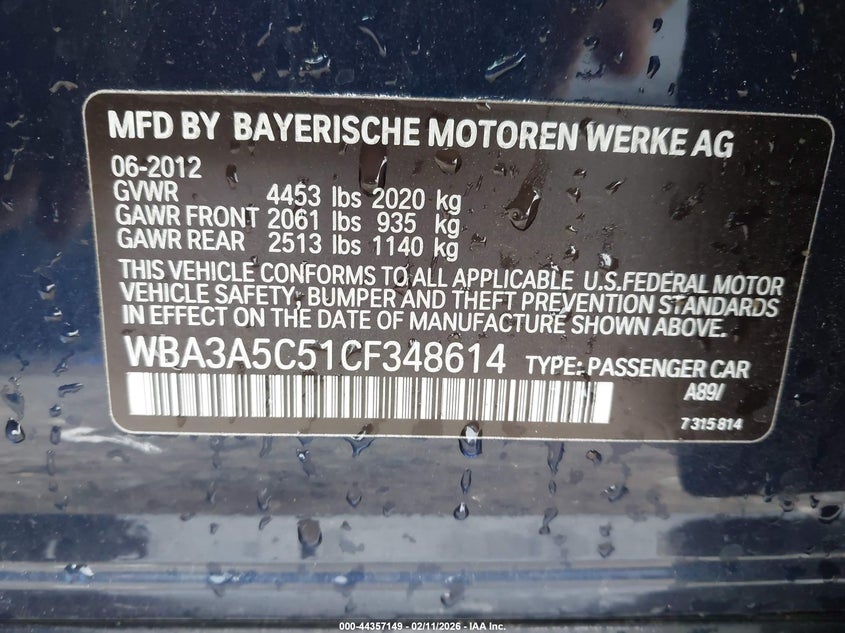 MFD BY BAYERISCHE MOTOREN WERKE AG
06-2012
GVWR 4453 lbs 2020 kg
GAWR FRONT 2061 lbs 935 kg
GAWR REAR 2513 lbs 1140 kg
THIS VEHICLE CONFORMS TO ALL APPLICABLE U.S.FEDERAL MOTOR
VEHICLE SAFETY, BUMPER AND THEFT PREVENTION STANDARDS
IN EFFECT ON THE DATE OF MANUFACTURE SHOWN ABOVE
WBA3A5C51CF348614 TYPE: PASSENGER CAR
A89/
7 315 814
000-44357149 - 02/11/2026 - IAA Inc.